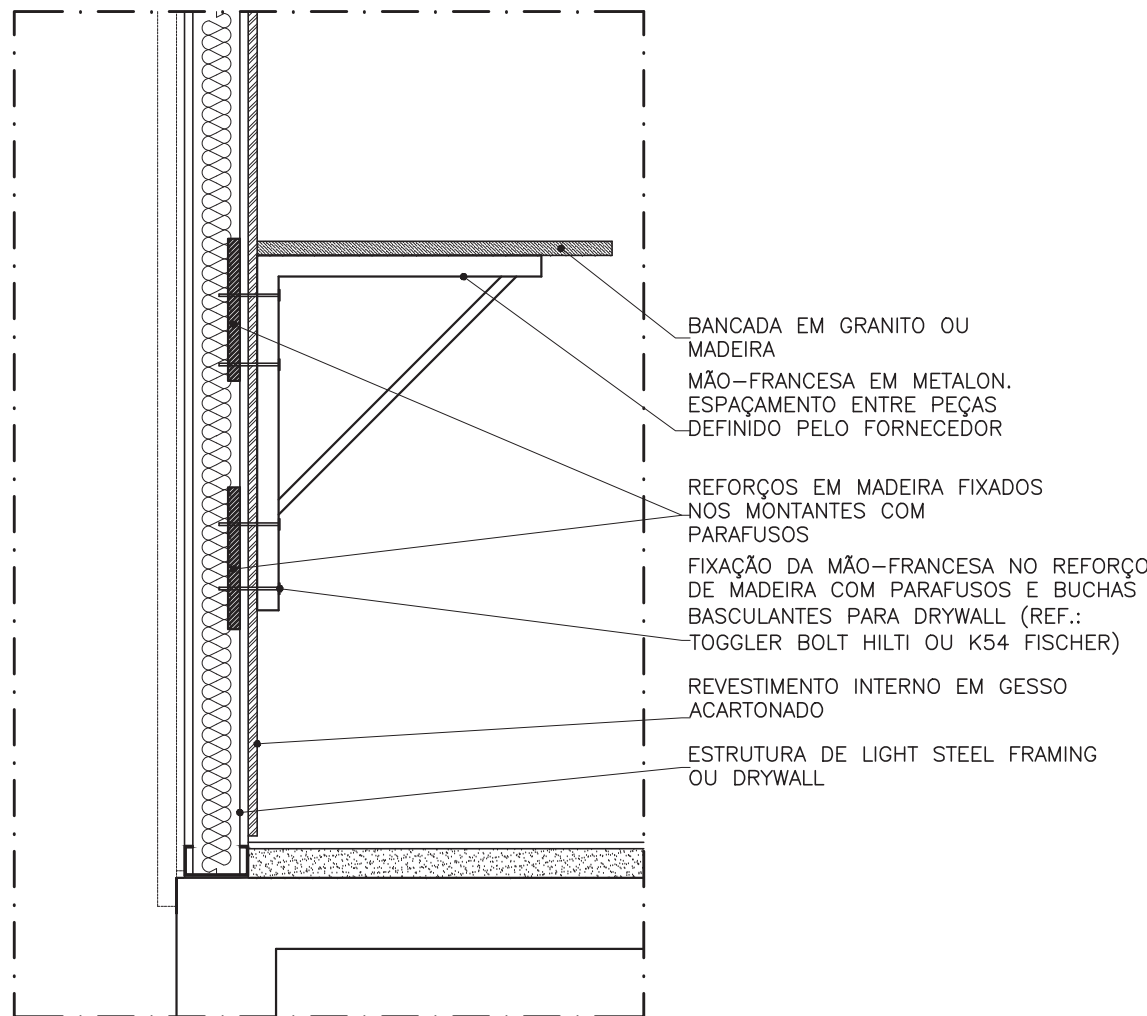 BANCADA EM GRANITO OU
MADEIRA
MÃO-FRANCESA EM METALON.
ESPAÇAMENTO ENTRE PEÇAS
DEFINIDO PELO FORNECEDOR
REFORÇOS EM MADEIRA FIXADOS
NOS MONTANTES COM
PARAFUSOS
FIXAÇÃO DA MÃO-FRANCESA NO REFORÇO
DE MADEIRA COM PARAFUSOS E BUCHAS
BASCULANTES PARA DRYWALL (REF.:
TOGGLER BOLT HILTI OU K54 FISCHER)
REVESTIMENTO INTERNO EM GESSO
ACARTONADO
ESTRUTURA DE LIGHT STEEL FRAMING
OU DRYWALL